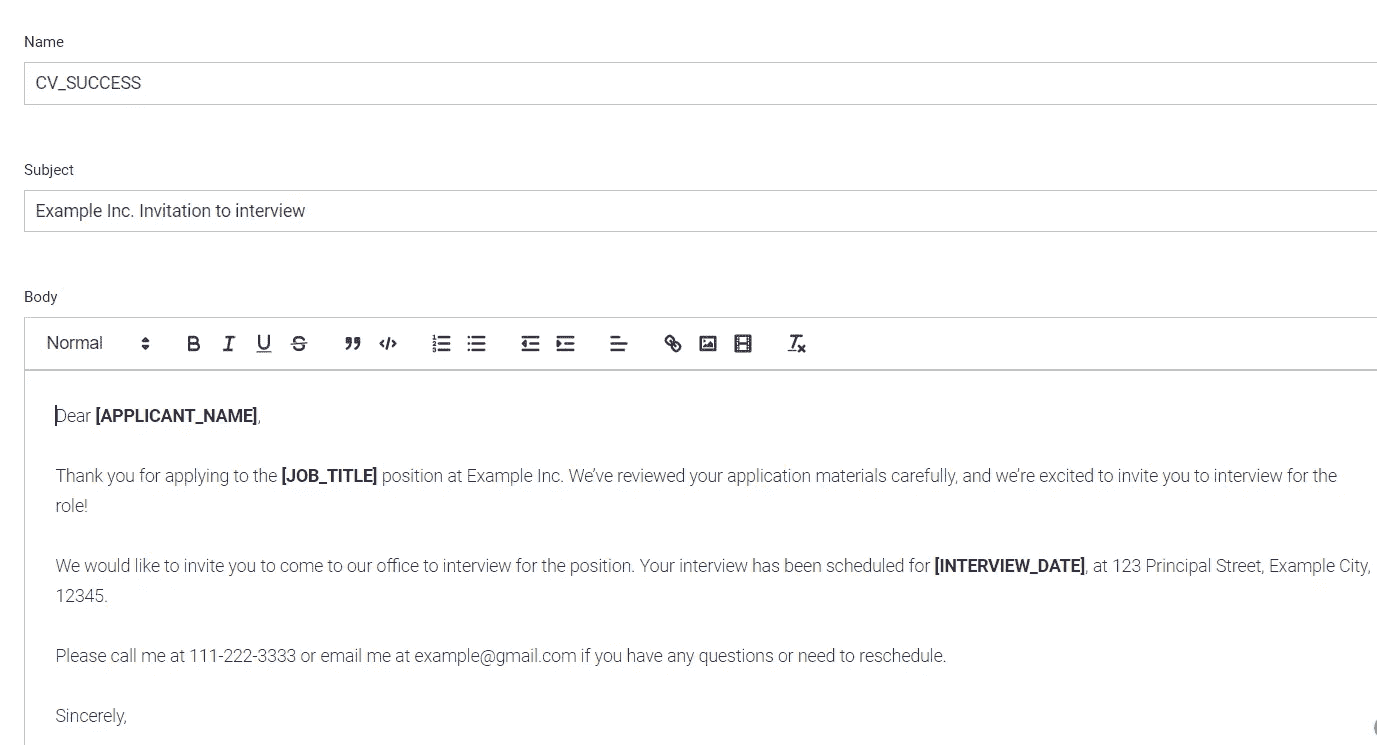 Name
CV_SUCCESS
Subject
Example Inc. Invitation to interview
Body
Normal
Dear [APPLICANT_NAME],
Thank you for applying to the [JOB_TITLE] position at Example Inc. We’ve reviewed your application materials carefully, and we’re excited to invite you to interview for the
role!
We would like to invite you to come to our office to interview for the position. Your interview has been scheduled for [INTERVIEW_DATE], at 123 Principal Street, Example City,
12345.
Please call me at 111-222-3333 or email me at example@gmail.com if you have any questions or need to reschedule.
Sincerely,